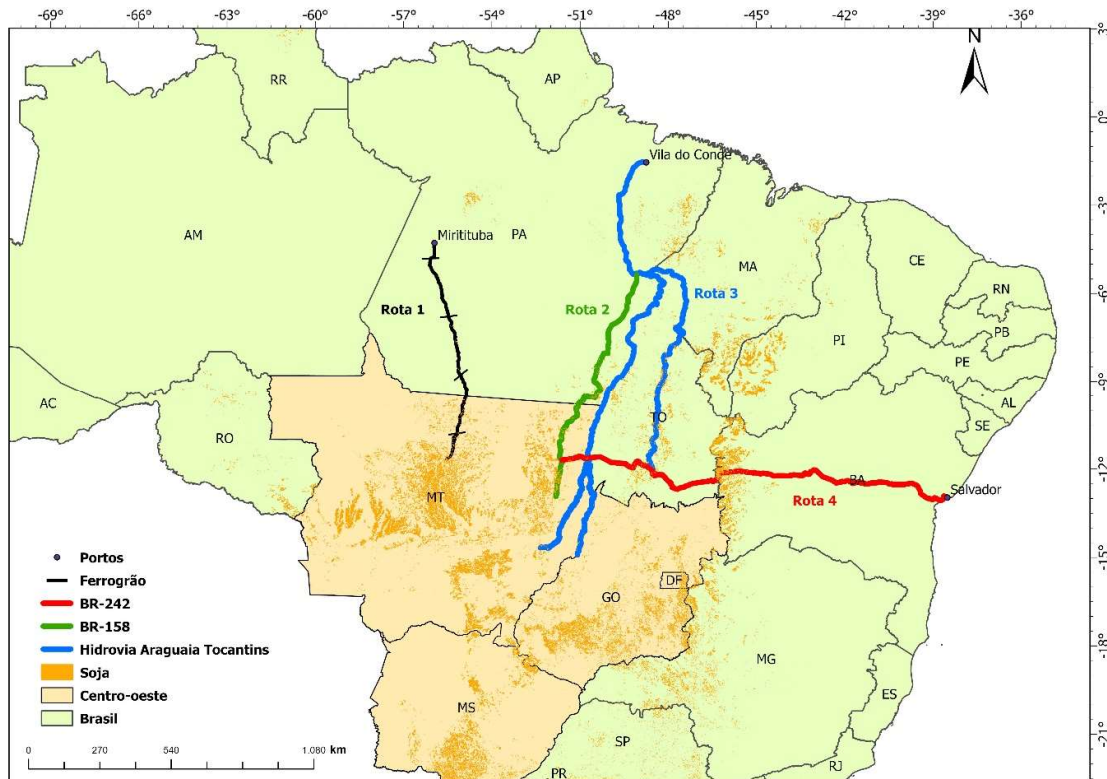 -69 -66 -63 -60 -57 -54 -51 -48 -45 -42 -39 -36
N
3°
AP
RR
0°
Vila do Conde
-3°
Miritituba
PA
AM
MA
CE
Rota 1
Rota 2
Rota 3
RN
-6°
PB
PI
PE
AC
TO
AL
-9°
SE
RO
-12°
BA
MT
Rota 4
Salvador
-15°
Portos
Ferrogrão
DF
BR-242
GO
BR-158
Hidrovia Araguaia Tocantins
-18°
MG
Soja
ES
Centro-oeste
MS
Brasil
SP
-21°
0 270 540 1.080 km
PR
RJ